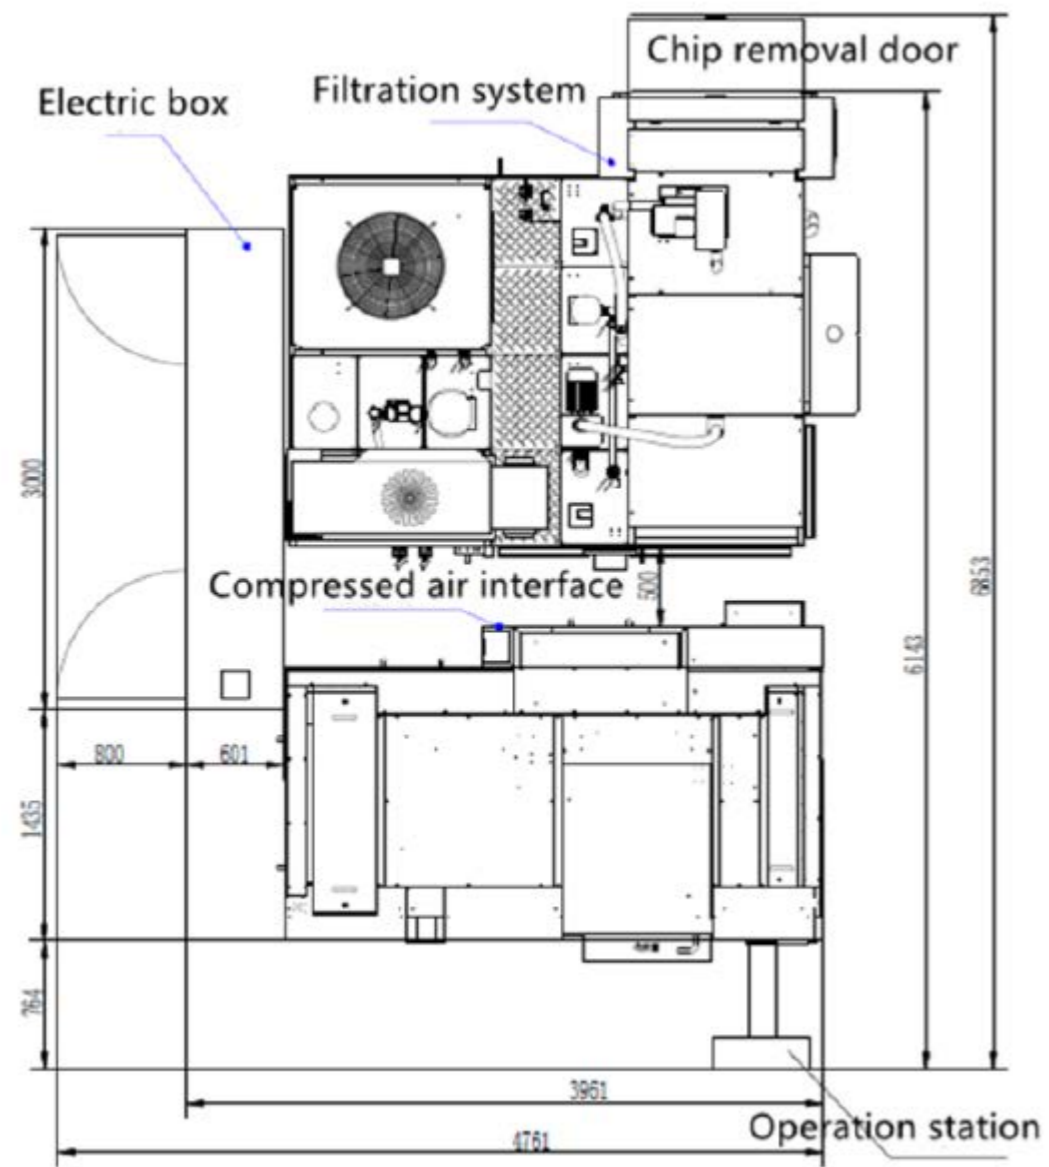 Chip removal door
Filtration system
Electric box
3000
Compressed air interface
500
6853
6143
800
601
1435
764
3961
Operation station
4761